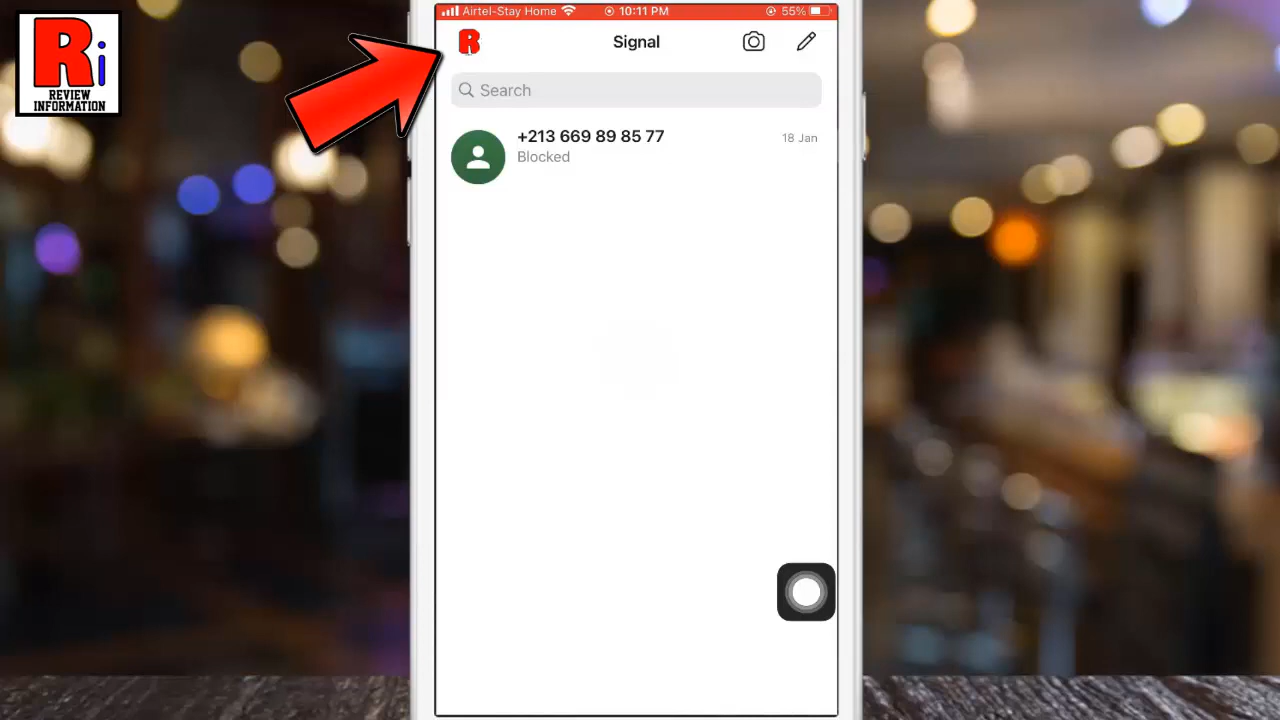 Ri
REVIEW
INFORMATION
Airtel-Stay Home
10:11 PM
55%
R
Signal
Search
+213 669 89 85 77
18 Jan
Blocked